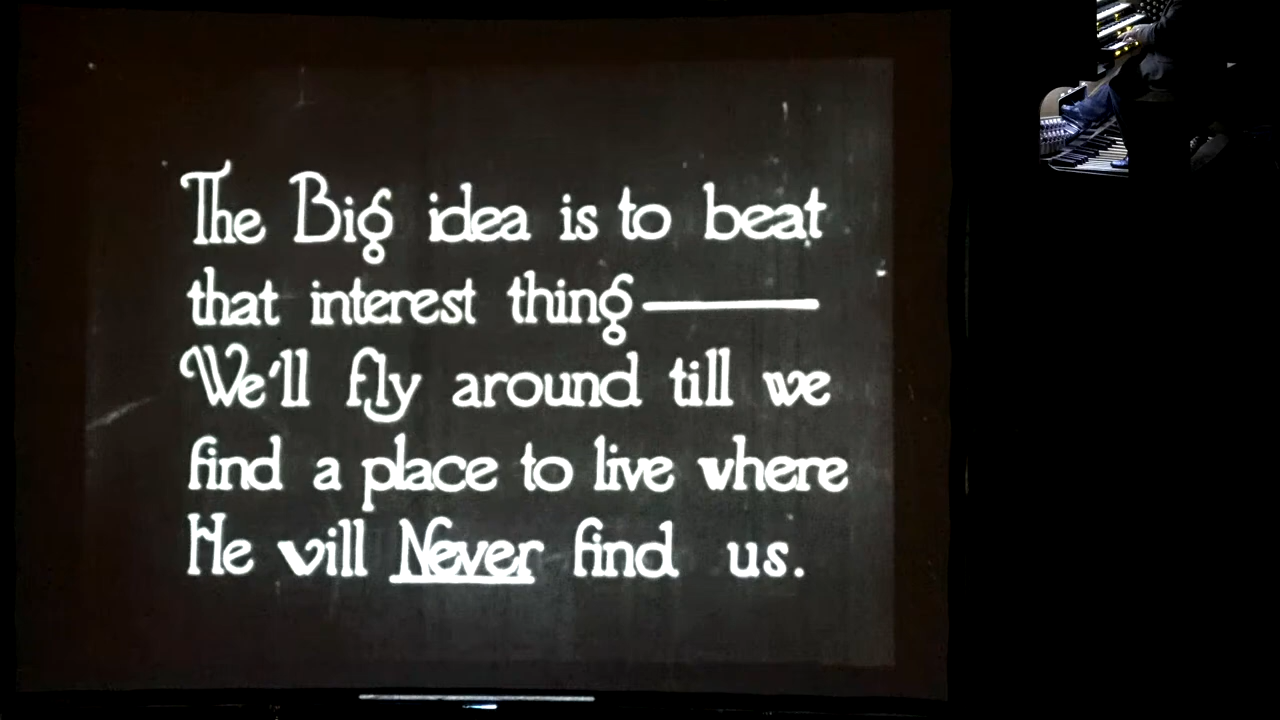 The Big idea is to beat
that interest thing——
We'll fly around till we
find a place to live where
He will Never find us.